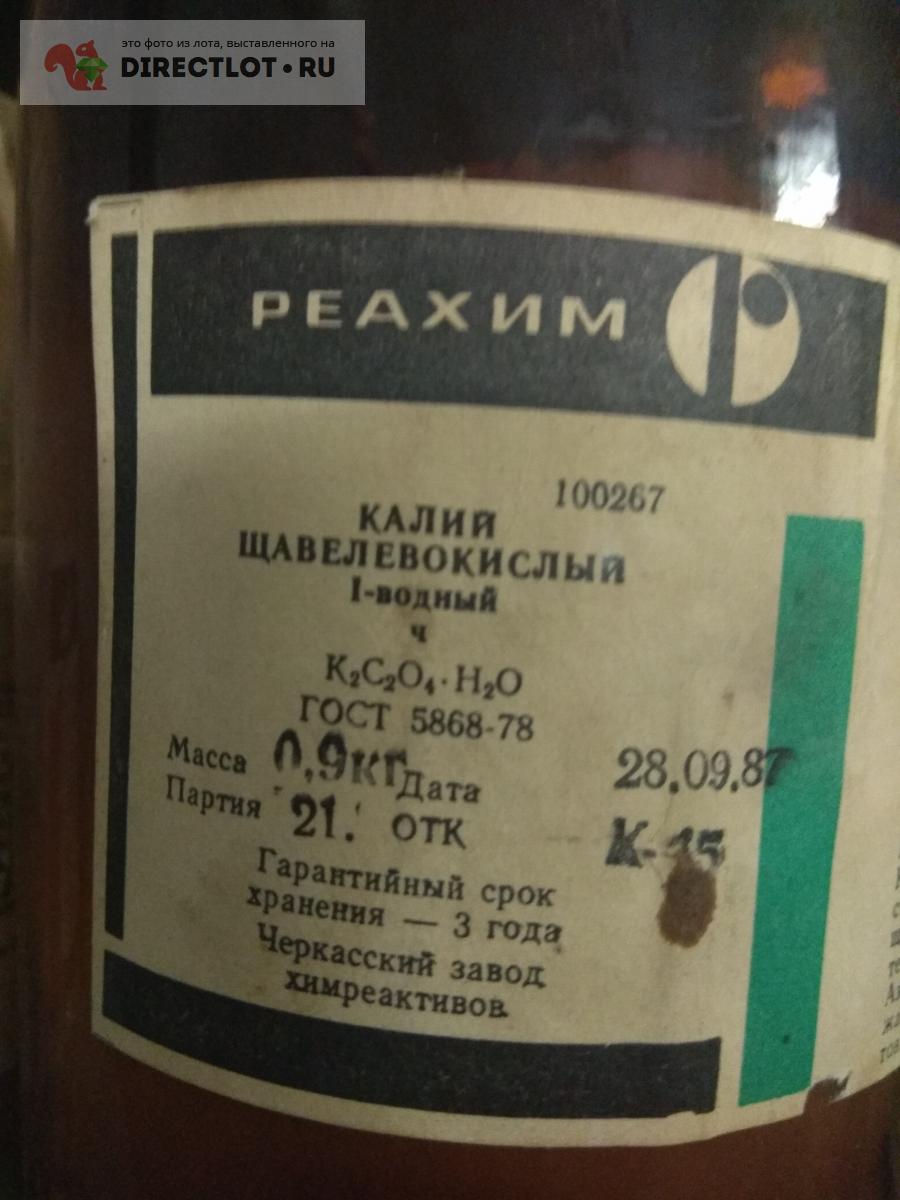 это фото из лота, выставленного на
DIRECTLOT•RU
РЕАХИМ
100267
КАЛИЙ
ЩАВЕЛЕВОКИСЛЫЙ
I-водный
ч
K₂C₂O₄·H₂O
ГОСТ 5868-78
Масса 0,9кг Дата 28.09.87
Партия 21. ОТК К-15
Гарантийный срок
хранения — 3 года
Черкасский завод
химреактивов